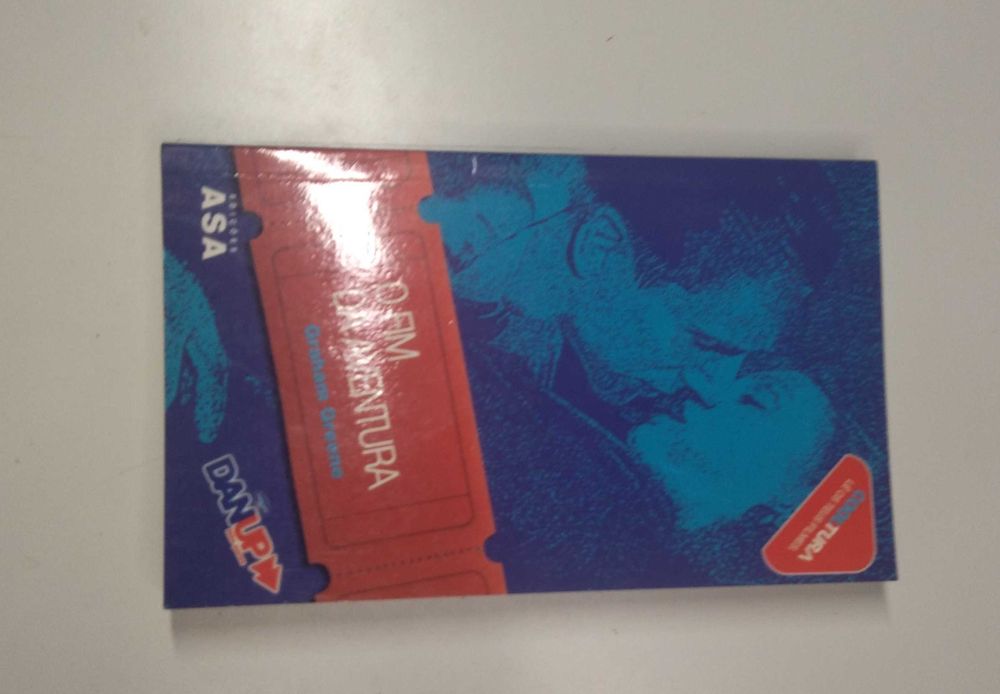 O FIM
DA AVENTURA
Graham Greene
EDIÇÕES
ASA
DAN'UP